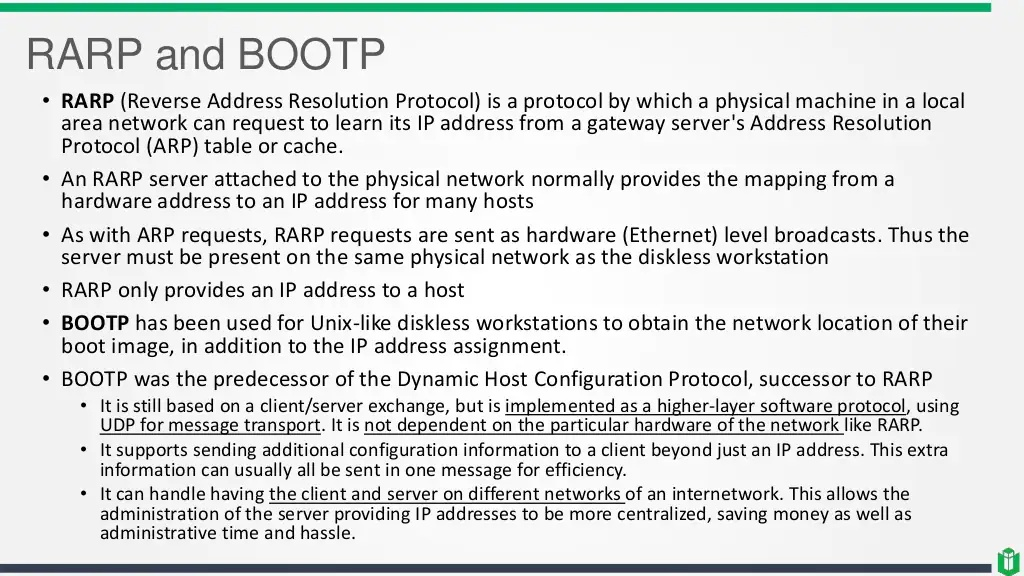 RARP and BOOTP
• RARP (Reverse Address Resolution Protocol) is a protocol by which a physical machine in a local
area network can request to learn its IP address from a gateway server's Address Resolution
Protocol (ARP) table or cache.
• An RARP server attached to the physical network normally provides the mapping from a
hardware address to an IP address for many hosts
• As with ARP requests, RARP requests are sent as hardware (Ethernet) level broadcasts. Thus the
server must be present on the same physical network as the diskless workstation
• RARP only provides an IP address to a host
• BOOTP has been used for Unix-like diskless workstations to obtain the network location of their
boot image, in addition to the IP address assignment.
• BOOTP was the predecessor of the Dynamic Host Configuration Protocol, successor to RARP
• It is still based on a client/server exchange, but is implemented as a higher-layer software protocol, using
UDP for message transport. It is not dependent on the particular hardware of the network like RARP.
• It supports sending additional configuration information to a client beyond just an IP address. This extra
information can usually all be sent in one message for efficiency.
• It can handle having the client and server on different networks of an internetwork. This allows the
administration of the server providing IP addresses to be more centralized, saving money as well as
administrative time and hassle.